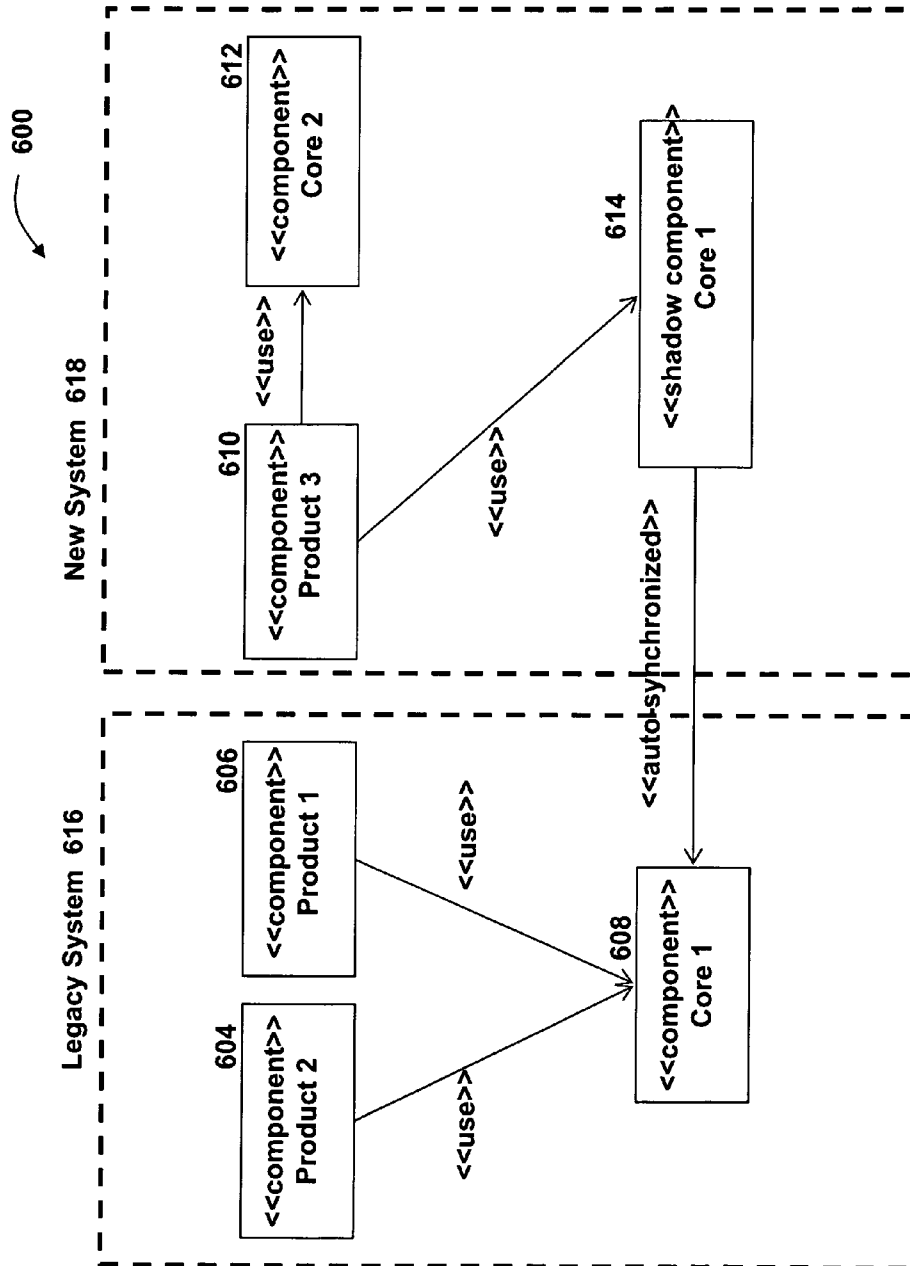 600
Legacy System 616
New System 618
604
<<component>>
Product 2
606
<<component>>
Product 1
610
<<component>>
Product 3
<<use>>
612
<<component>>
Core 2
<<use>>
<<use>>
<<use>>
608
<<component>>
Core 1
<<auto-synchronized>>
614
<<shadow component>>
Core 1